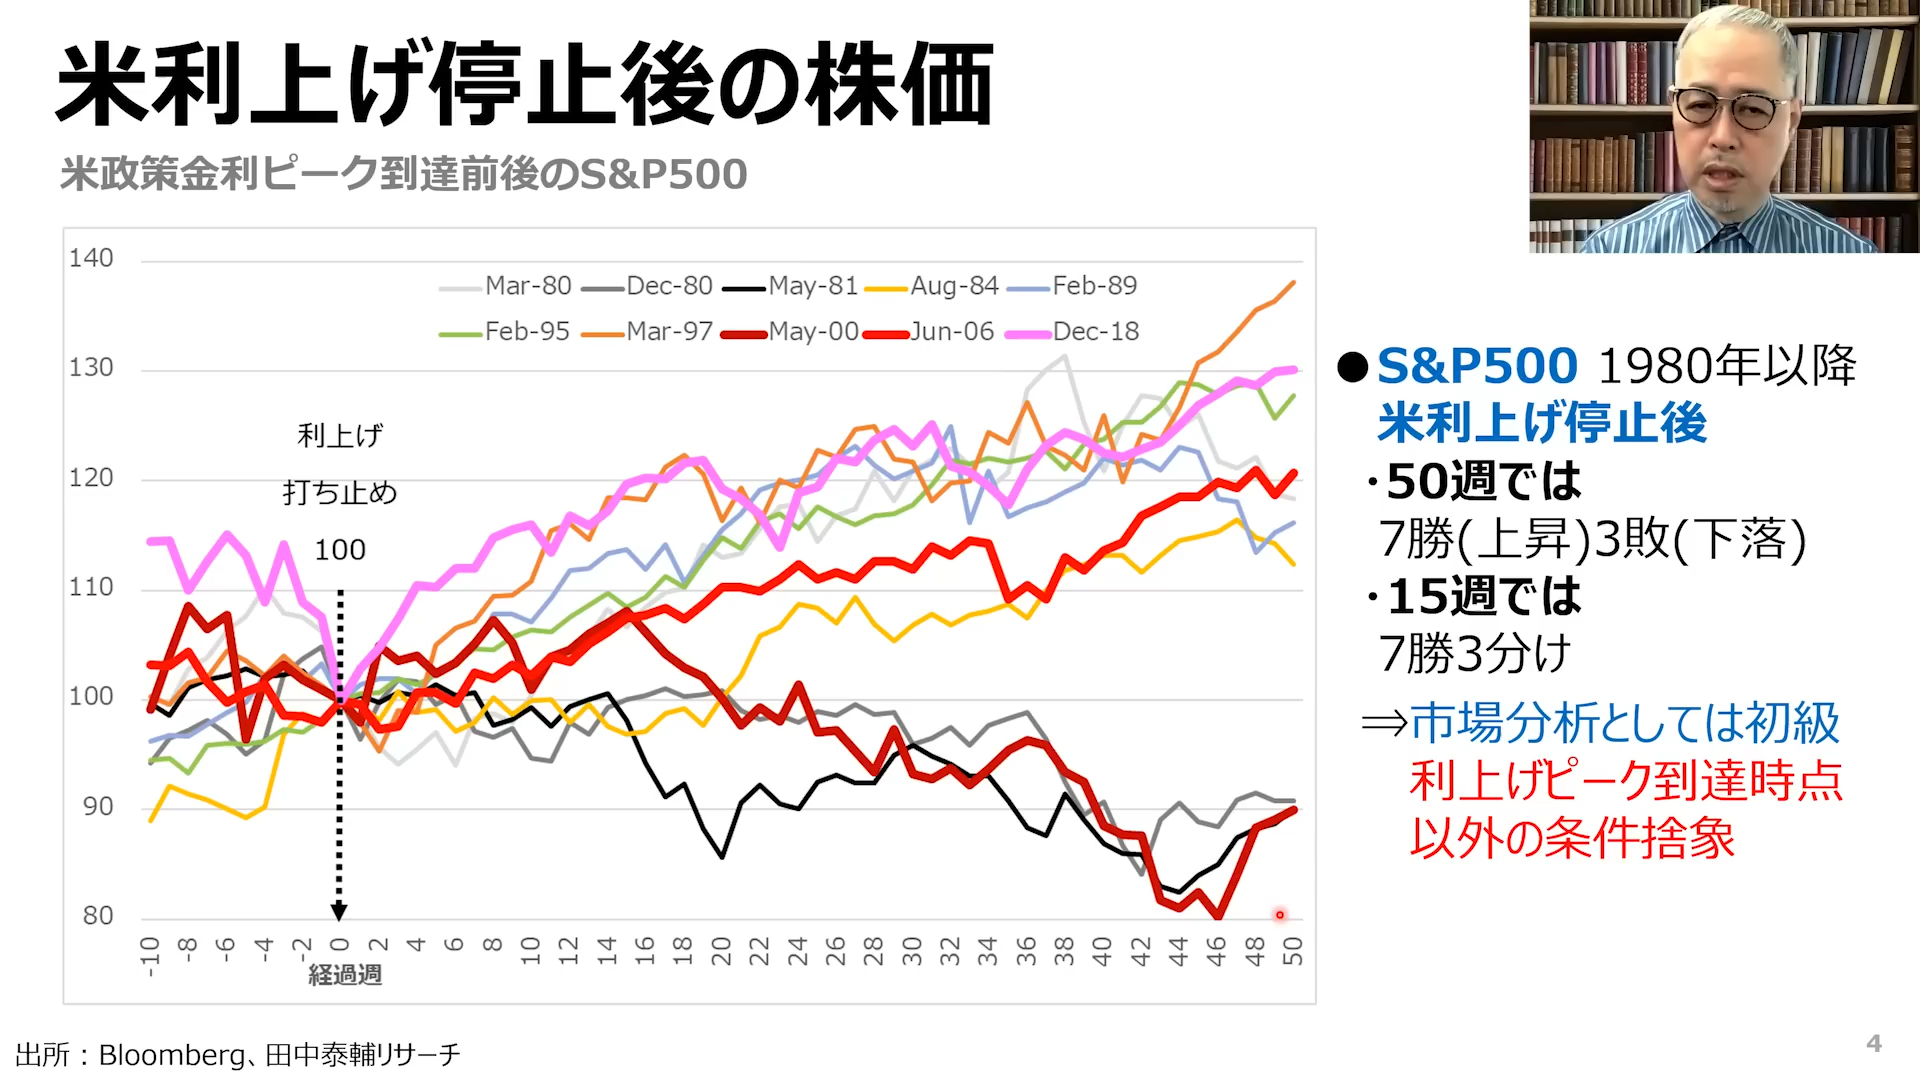 米利上げ停止後の株価
米政策金利ピーク到達前後のS&P500
140
130
120
110
100
90
80
Mar-80 Dec-80 May-81 Aug-84 Feb-89
Feb-95 Mar-97 May-00 Jun-06 Dec-18
利上げ
打ち止め
100
-10 -8 -6 -4 -2 0 2 4 6 8 10 12 14 16 18 20 22 24 26 28 30 32 34 36 38 40 42 44 46 48 50
経過週
●S&P500 1980年以降
米利上げ停止後
・50週では
7勝(上昇)3敗(下落)
・15週では
7勝3分け
⇒市場分析としては初級
利上げピーク到達時点
以外の条件捨象
出所：Bloomberg、田中泰輔リサーチ
4